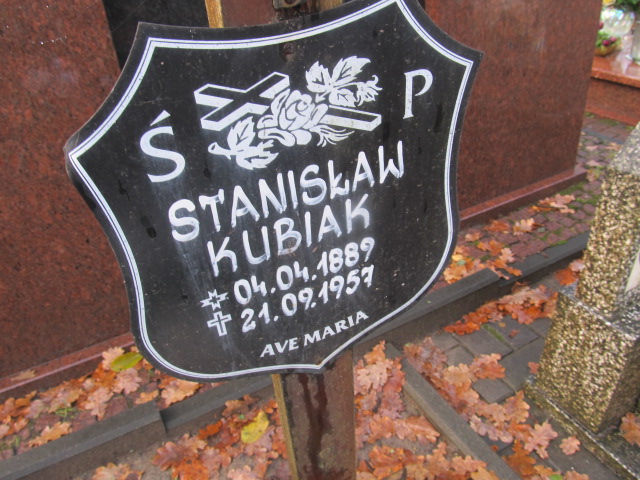 Ś P
STANISŁAW
KUBIAK
04.04.1889
21.09.1957
AVE MARIA